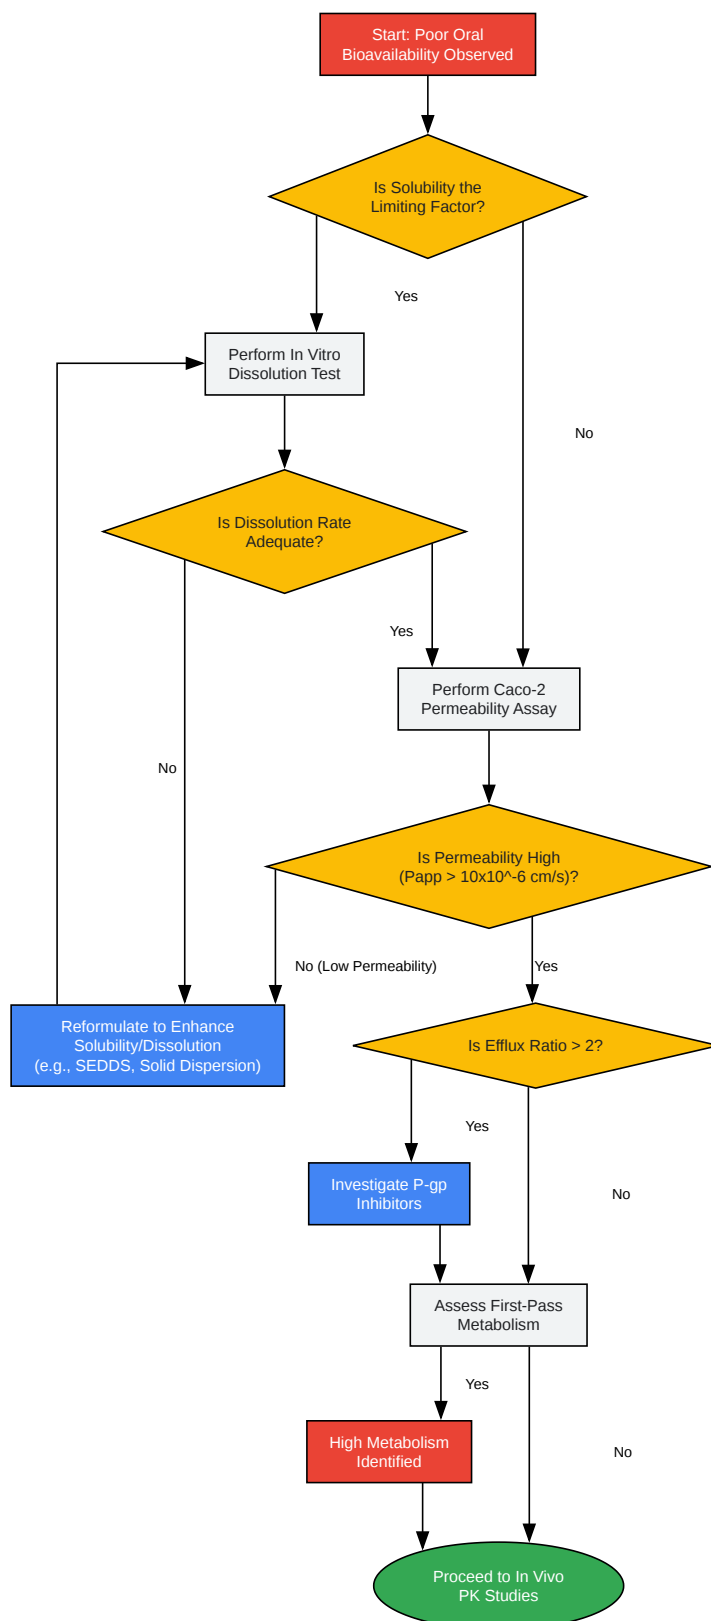 Start: Poor Oral
Bioavailability Observed
Is Solubility the
Limiting Factor?
Yes
Perform In Vitro
Dissolution Test
No
Is Dissolution Rate
Adequate?
Yes
Perform Caco-2
Permeability Assay
No
Is Permeability High
(Papp > 10x10^-6 cm/s)?
No (Low Permeability)
Yes
Reformulate to Enhance
Solubility/Dissolution
(e.g., SEDDS, Solid Dispersion)
Is Efflux Ratio > 2?
Yes
Investigate P-gp
Inhibitors
No
Assess First-Pass
Metabolism
Yes
High Metabolism
Identified
No
Proceed to In Vivo
PK Studies